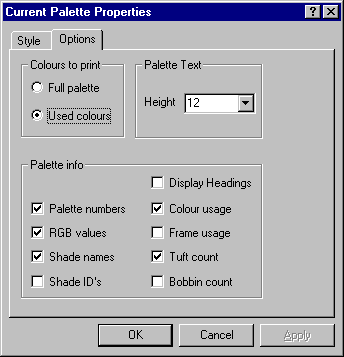 Current Palette Properties
Style
Options
Colours to print
Full palette
Used colours
Palette Text
Height
12
Palette info
Display Headings
Palette numbers
Colour usage
RGB values
Frame usage
Shade names
Tuft count
Shade ID's
Bobbin count
OK
Cancel
Apply